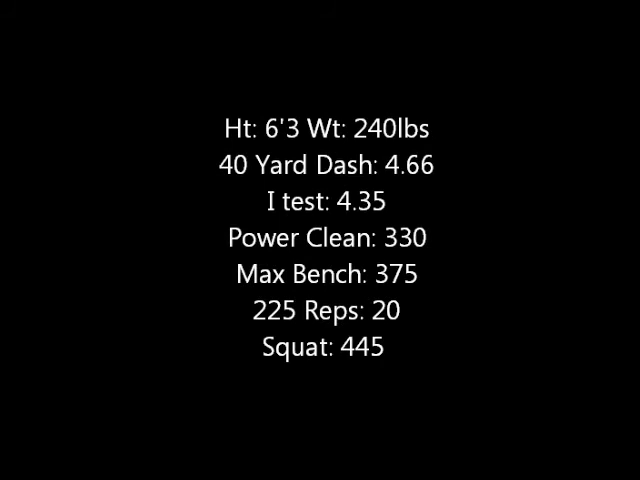 Ht: 6'3 Wt: 240lbs
40 Yard Dash: 4.66
I test: 4.35
Power Clean: 330
Max Bench: 375
225 Reps: 20
Squat: 445